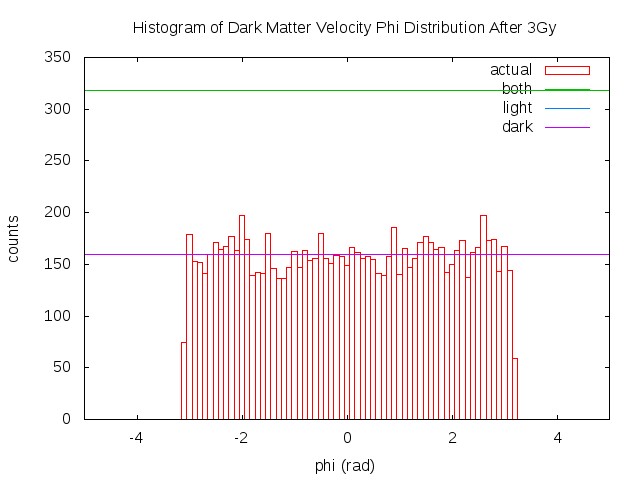 Histogram of Dark Matter Velocity Phi Distribution After 3Gy
350
300
250
200
150
100
50
0
-4
-2
0
2
4
counts
phi (rad)
actual
both
light
dark